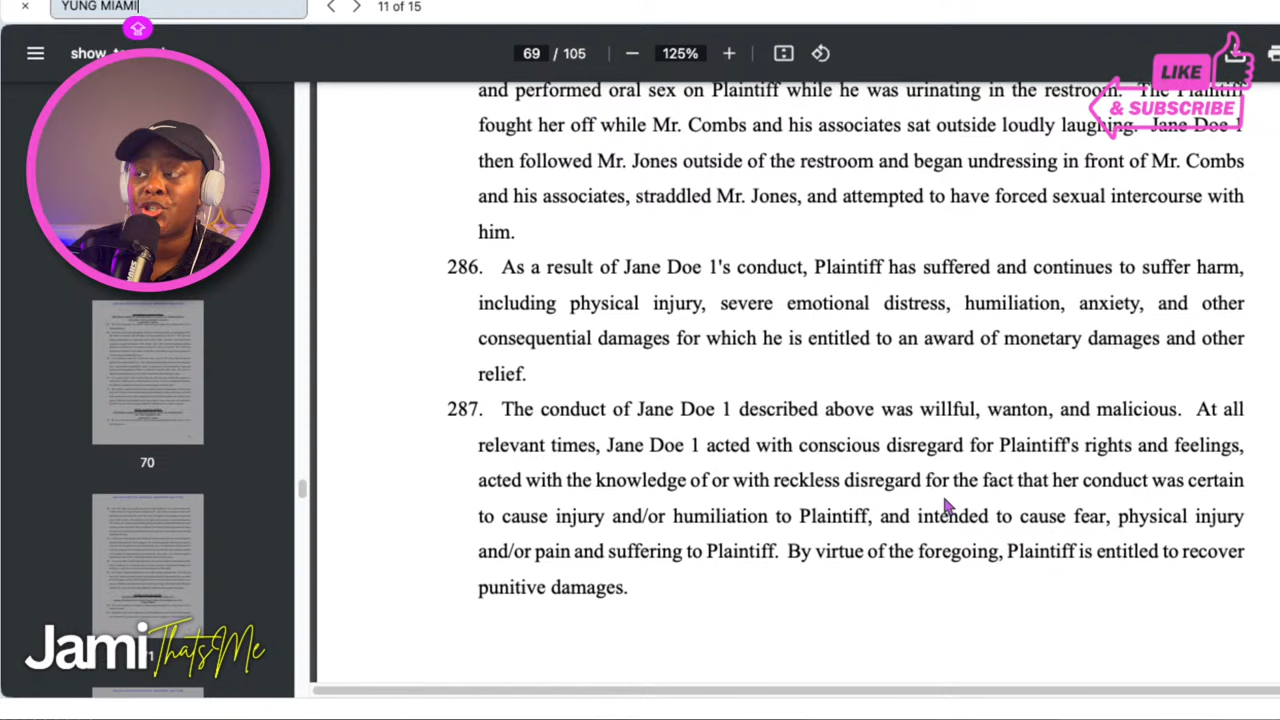 YUNG MIAMI
11 of 15
69 / 105
125%
LIKE
& SUBSCRIBE
and performed oral sex on Plaintiff while he was urinating in the restroom. The Plaintiff
fought her off while Mr. Combs and his associates sat outside loudly laughing. Jane Doe 1
then followed Mr. Jones outside of the restroom and began undressing in front of Mr. Combs
and his associates, straddled Mr. Jones, and attempted to have forced sexual intercourse with
him.
286. As a result of Jane Doe 1's conduct, Plaintiff has suffered and continues to suffer harm,
including physical injury, severe emotional distress, humiliation, anxiety, and other
consequential damages for which he is entitled to an award of monetary damages and other
relief.
287. The conduct of Jane Doe 1 described above was willful, wanton, and malicious. At all
relevant times, Jane Doe 1 acted with conscious disregard for Plaintiff's rights and feelings,
acted with the knowledge of or with reckless disregard for the fact that her conduct was certain
to cause injury and/or humiliation to Plaintiff, and intended to cause fear, physical injury
and/or pain and suffering to Plaintiff. By virtue of the foregoing, Plaintiff is entitled to recover
punitive damages.
70
Jami ThatsMe